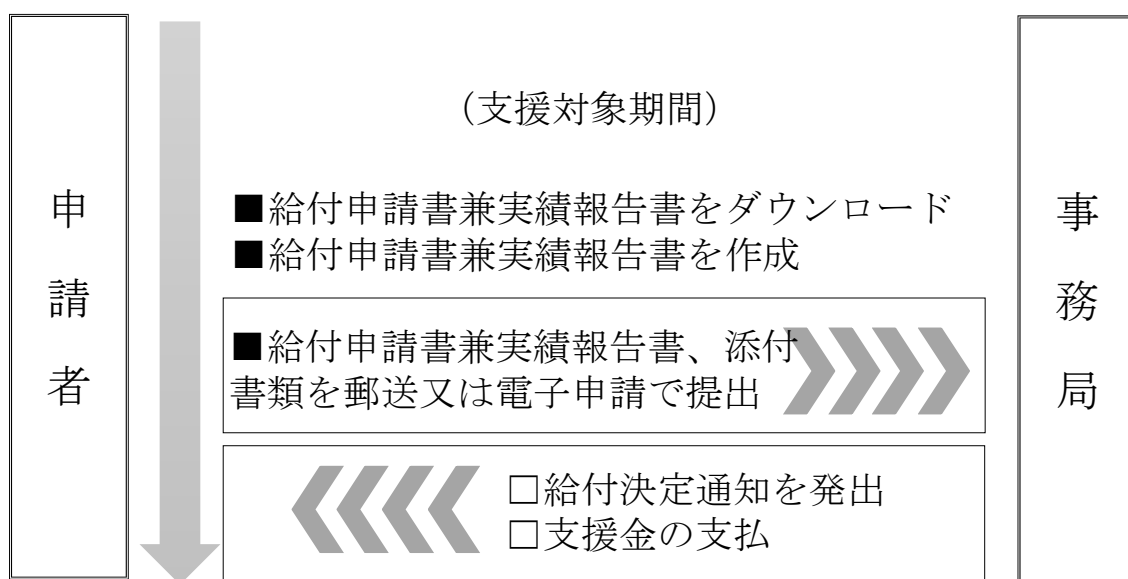 申請者
（支援対象期間）
■給付申請書兼実績報告書をダウンロード
■給付申請書兼実績報告書を作成
■給付申請書兼実績報告書、添付
書類を郵送又は電子申請で提出
□給付決定通知を発出
□支援金の支払
事務局